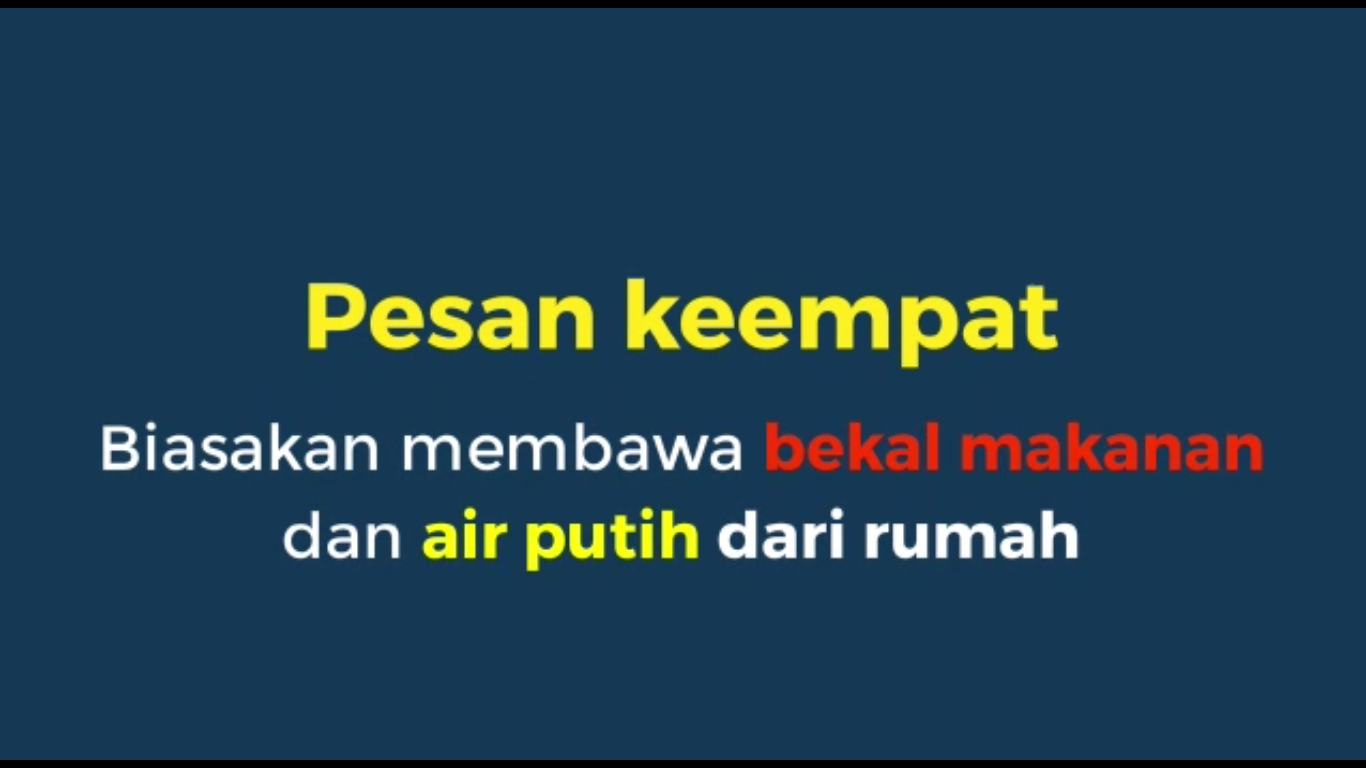 Pesan keempat
Biasakan membawa bekal makanan
dan air putih dari rumah